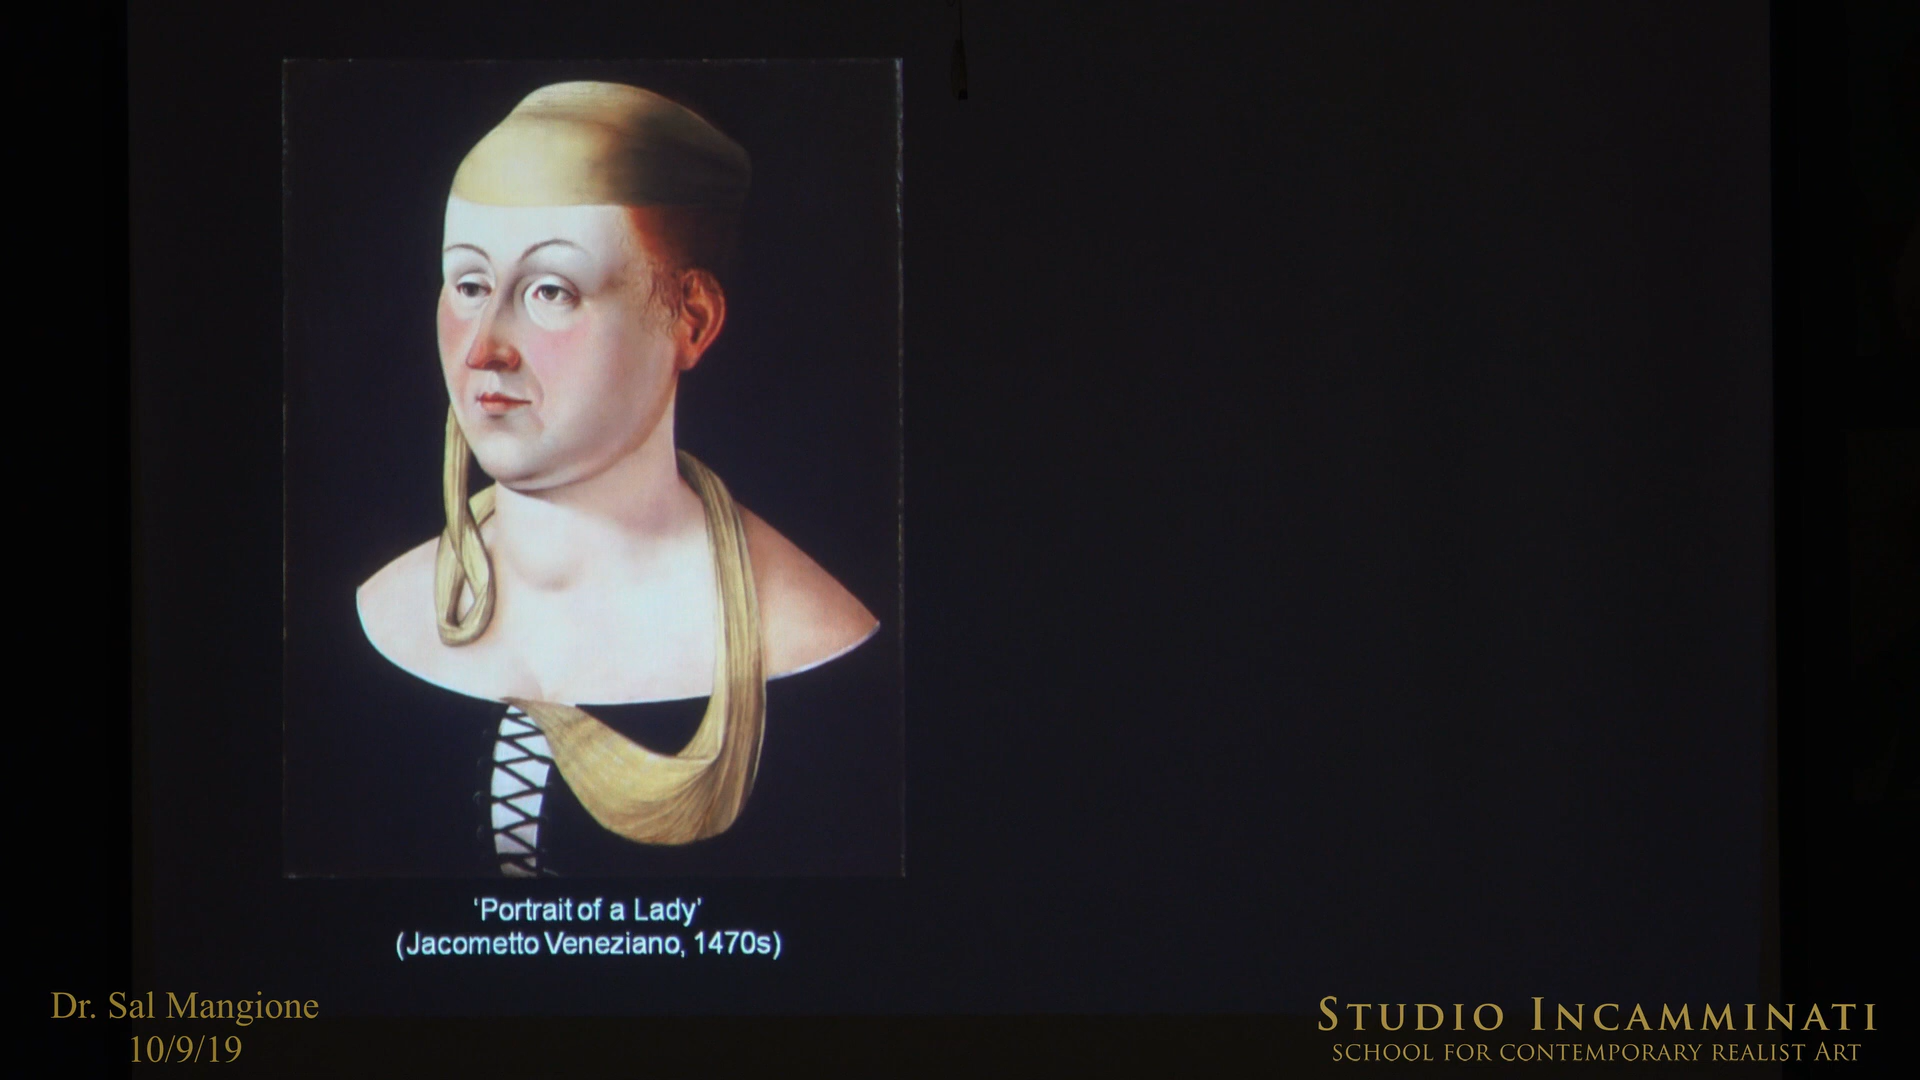 ‘Portrait of a Lady’
(Jacometto Veneziano, 1470s)
Dr. Sal Mangione
10/9/19
STUDIO INCAMMINATI
SCHOOL FOR CONTEMPORARY REALIST ART